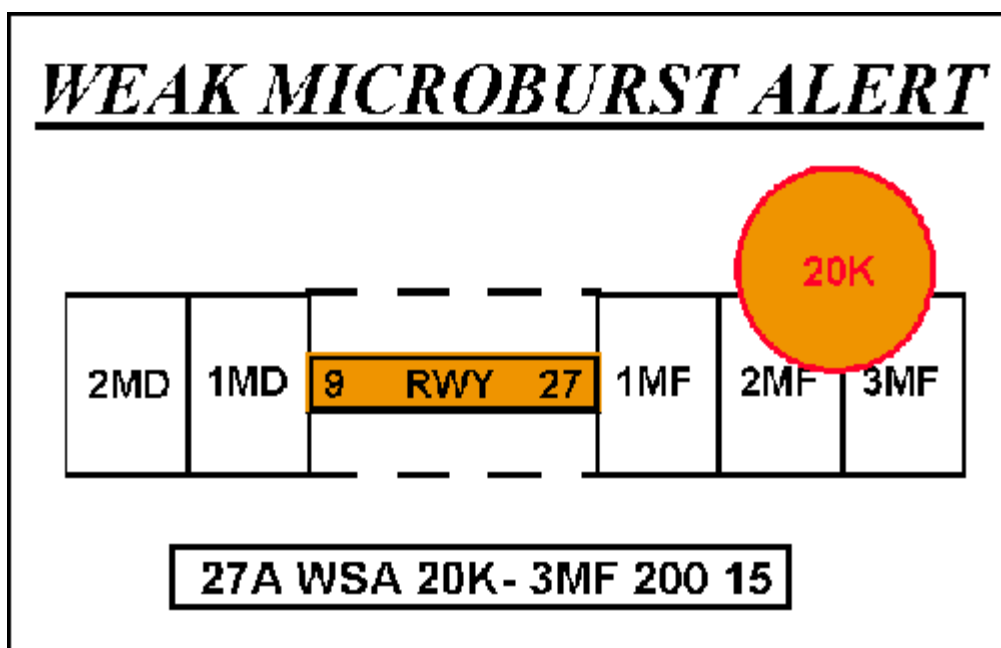 WEAK MICROBURST ALERT
20K
2MD 1MD 9 RWY 27 1MF 2MF 3MF
27A WSA 20K- 3MF 200 15